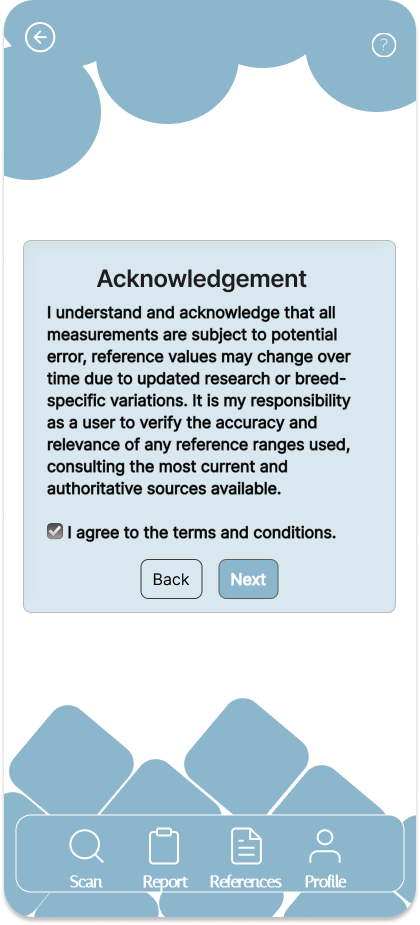 ?
Acknowledgement
I understand and acknowledge that all
measurements are subject to potential
error, reference values may change over
time due to updated research or breed-
specific variations. It is my responsibility
as a user to verify the accuracy and
relevance of any reference ranges used,
consulting the most current and
authoritative sources available.
I agree to the terms and conditions.
Back Next
Scan Report References Profile